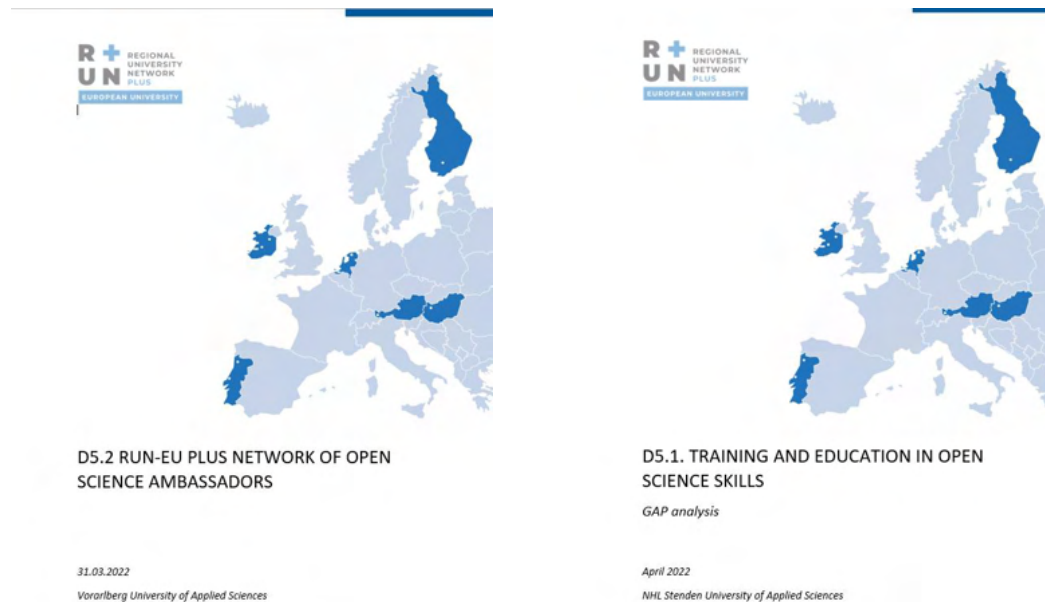 R+ REGIONAL
UNIVERSITY
UN NETWORK
PLUS
EUROPEAN UNIVERSITY
D5.2 RUN-EU PLUS NETWORK OF OPEN
SCIENCE AMBASSADORS
31.03.2022
Vorarlberg University of Applied Sciences
R+ REGIONAL
UNIVERSITY
UN NETWORK
PLUS
EUROPEAN UNIVERSITY
D5.1. TRAINING AND EDUCATION IN OPEN
SCIENCE SKILLS
GAP analysis
April 2022
NHL Stenden University of Applied Sciences